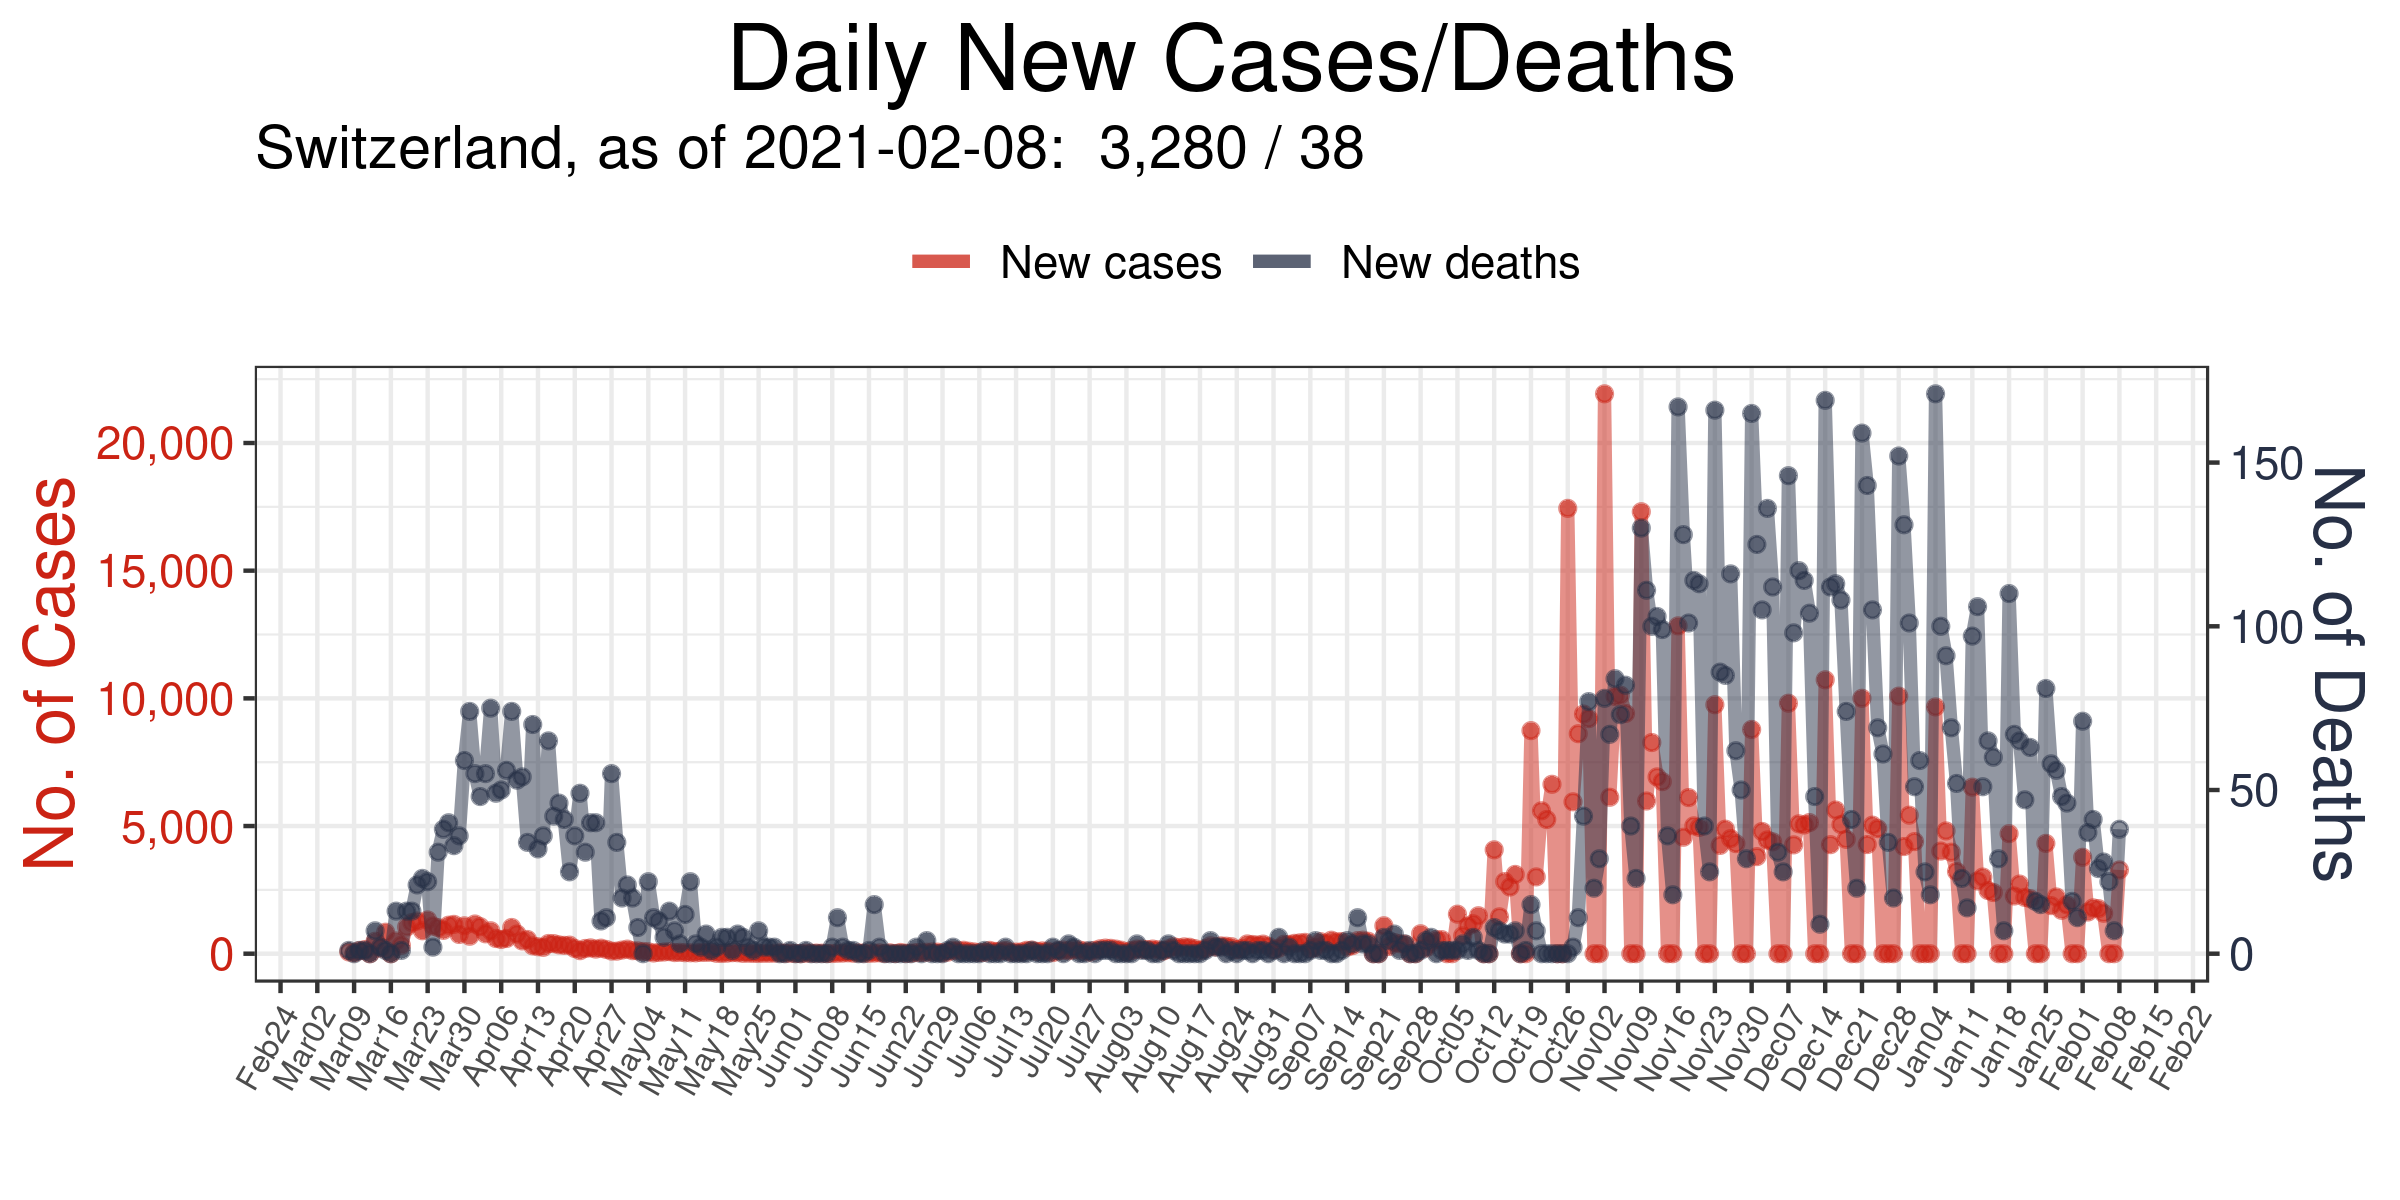 Daily New Cases/Deaths
Switzerland, as of 2021-02-08:  3,280 / 38
New cases
New deaths
No. of Cases
20,000
15,000
10,000
5,000
0
150
100
50
0
No. of Deaths
Feb24
Mar02
Mar09
Mar16
Mar23
Mar30
Apr06
Apr13
Apr20
Apr27
May04
May11
May18
May25
Jun01
Jun08
Jun15
Jun22
Jun29
Jul06
Jul13
Jul20
Jul27
Aug03
Aug10
Aug17
Aug24
Aug31
Sep07
Sep14
Sep21
Sep28
Oct05
Oct12
Oct19
Oct26
Nov02
Nov09
Nov16
Nov23
Nov30
Dec07
Dec14
Dec21
Dec28
Dec04
Jan11
Jan18
Jan25
Feb01
Feb08
Feb15
Feb22